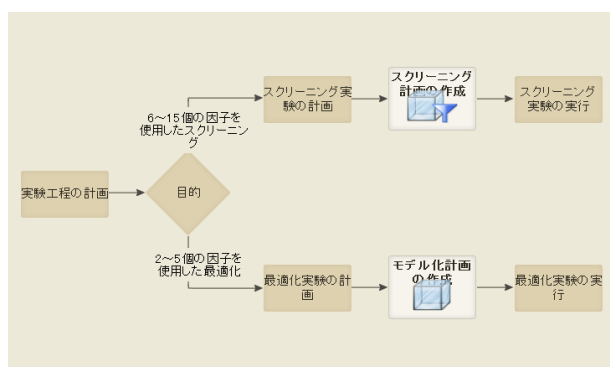 スクリーニング実
験の計画
スクリーニング
計画の作成
スクリーニング
実験の実行
6～15個の因子を
使用したスクリーニン
グ
実験工程の計画
目的
2～5個の因子を
使用した最適化
最適化実験の計
画
モデル化計画
の作成
最適化実験の実
行